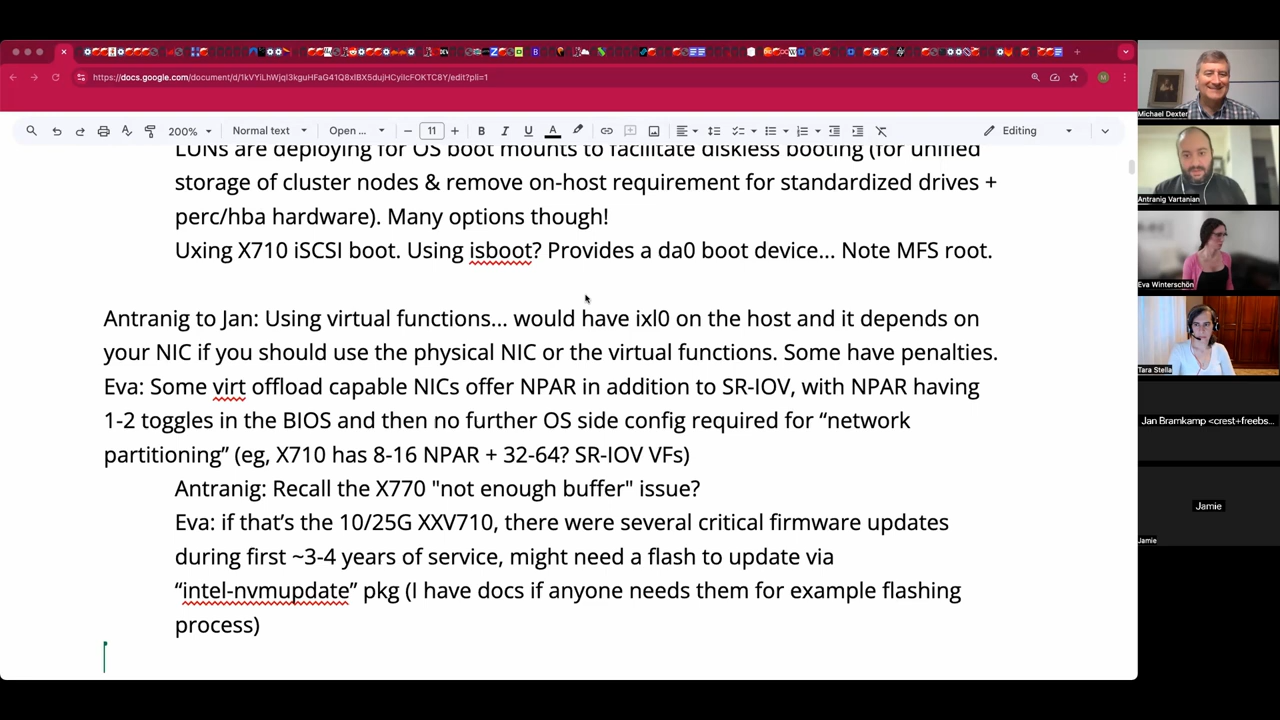 https://docs.google.com/document/d/1kVYiLhWjqI3kguHFaG41Q8xIBX5dujHCyiIcFOKTC8Y/edit?pli=1
200%
Normal text
Open ...
11
Editing
LUNs are deploying for OS boot mounts to facilitate diskless booting (for unified
storage of cluster nodes & remove on-host requirement for standardized drives +
perc/hba hardware). Many options though!
Uxing X710 iSCSI boot. Using isboot? Provides a da0 boot device... Note MFS root.
Antranig to Jan: Using virtual functions... would have ixl0 on the host and it depends on
your NIC if you should use the physical NIC or the virtual functions. Some have penalties.
Eva: Some virt offload capable NICs offer NPAR in addition to SR-IOV, with NPAR having
1-2 toggles in the BIOS and then no further OS side config required for “network
partitioning” (eg, X710 has 8-16 NPAR + 32-64? SR-IOV VFs)
Antranig: Recall the X770 "not enough buffer" issue?
Eva: if that’s the 10/25G XXV710, there were several critical firmware updates
during first ~3-4 years of service, might need a flash to update via
“intel-nvmupdate” pkg (I have docs if anyone needs them for example flashing
process)
Michael Dexter
Antranig Vartanian
Eva Winterschön
Tara Stella
Jan Bramkamp <crest+freebs...
Jamie
Jamie